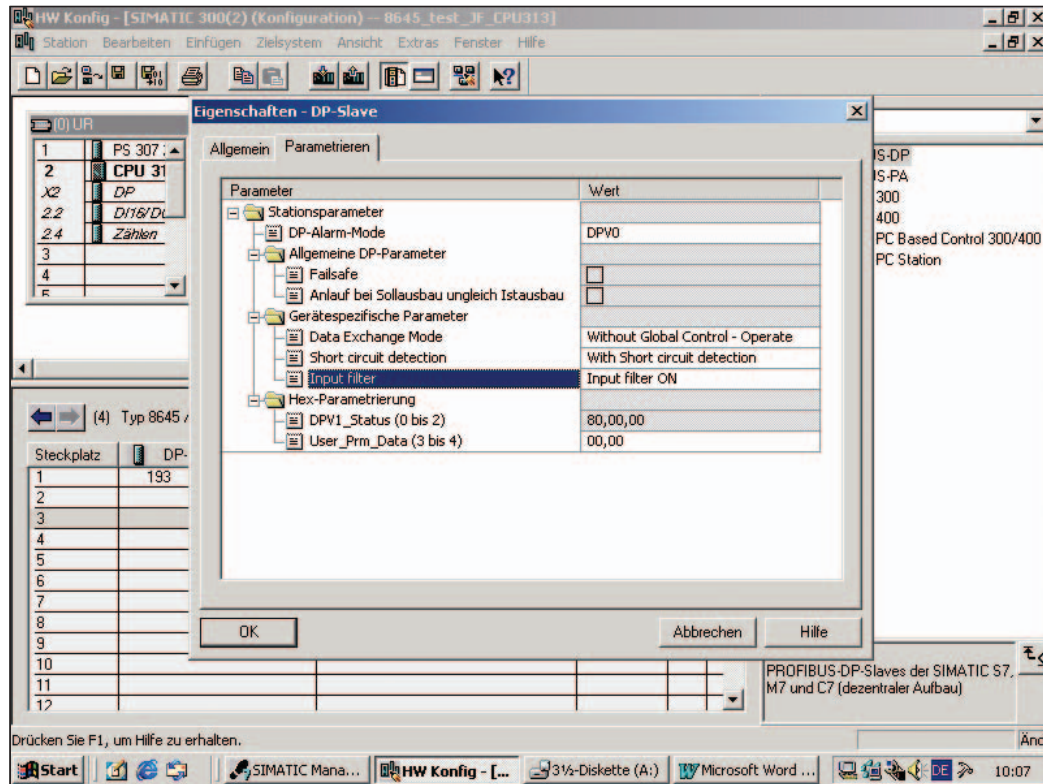 HW Konfig - [SIMATIC 300(2) (Konfiguration) -- 8645_test_JF_CPU313]
Station Bearbeiten Einfügen Zielsystem Ansicht Extras Fenster Hilfe
(0) UR
1 PS 307
2 CPU 31
X2 DP
2.2 DI16/D
2.4 Zählen
3
4
5
Eigenschaften - DP-Slave
Allgemein Parametrieren
Parameter Wert
Stationsparameter
DP-Alarm-Mode DPV0
Allgemeine DP-Parameter
Failsafe
Anlauf bei Sollausbau ungleich Istausbau
Gerätespezifische Parameter
Data Exchange Mode Without Global Control - Operate
Short circuit detection With Short circuit detection
Input filter Input filter ON
Hex-Parametrierung
DPV1_Status (0 bis 2) 80,00,00
User_Prm_Data (3 bis 4) 00,00
OK Abbrechen Hilfe
US-DP
US-PA
300
400
PC Based Control 300/400
PC Station
(4) Typ 8645
Steckplatz DP-
1 193
2
3
4
5
6
7
8
9
10
11
12
PROFIBUS-DP-Slaves der SIMATIC S7,
M7 und C7 (dezentraler Aufbau)
Drücken Sie F1, um Hilfe zu erhalten. Änd
Start SIMATIC Mana... HW Konfig - [... 3½-Diskette (A:) Microsoft Word ... DE 10:07